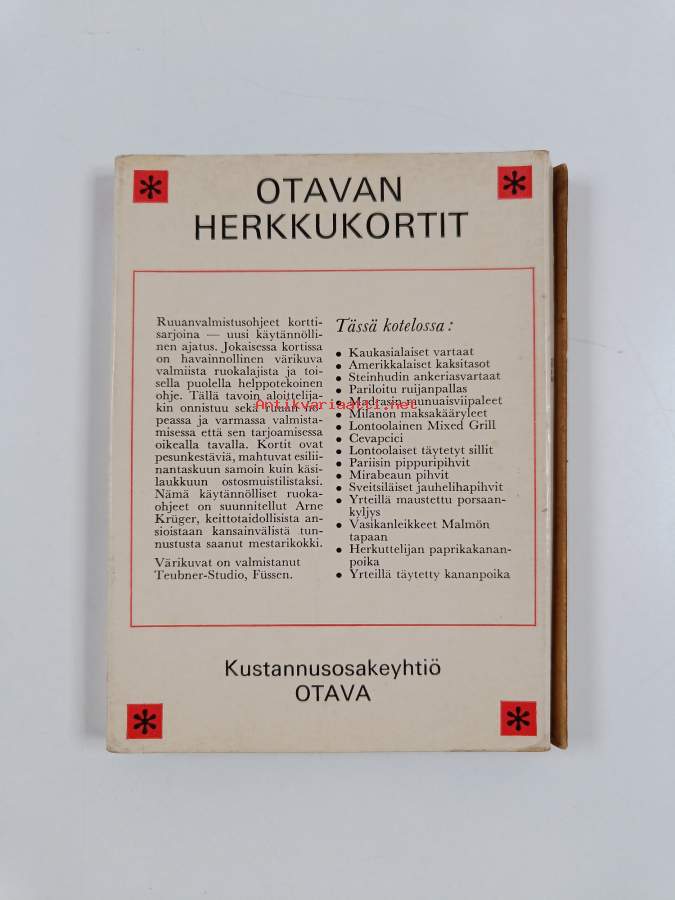 OTAVAN
HERKKUKORTIT
Ruuanvalmistusohjeet kortti-
sarjoina — uusi käytännölli-
nen ajatus. Jokaisessa kortissa
on havainnollinen värikuva
valmiista ruokalajista ja toi-
sella puolella helppotekoinen
ohje. Tällä tavoin aloittelija-
kin onnistuu sekä ruuan no-
peassa ja varmassa valmista-
misessa että sen tarjoamisessa
oikealla tavalla. Kortit ovat
pesunkestäviä, mahtuvat esilii-
nantaskuun samoin kuin käsi-
laukkuun ostosmuistilistaksi.
Nämä käytännölliset ruoka-
ohjeet on suunnitellut Arne
Krüger, keittotaidollisista an-
sioistaan kansainvälistä tun-
nustusta saanut mestarikokki.
Värikuvat on valmistanut
Teubner-Studio, Füssen.
Tässä kotelossa:
• Kaukasialaiset vartaat
• Amerikkalaiset kaksitasot
• Steinhudin ankeriasvartaat
• Pariloitu ruijanpallas
• Madrasin munuaisviipaleet
• Milanon maksakääryleet
• Lontoolainen Mixed Grill
• Cevapcici
• Lontoolaiset täytetyt sillit
• Pariisin pippuripihvit
• Mirabeaun pihvit
• Sveitsiläiset jauhelihapihvit
• Yrteillä maustettu porsaan-
kyljys
• Vasikanleikkeet Malmön
tapaan
• Herkuttelijan paprikakanan-
poika
• Yrteillä täytetty kananpoika
Antikvariaatti.net
Kustannusosakeyhtiö
OTAVA